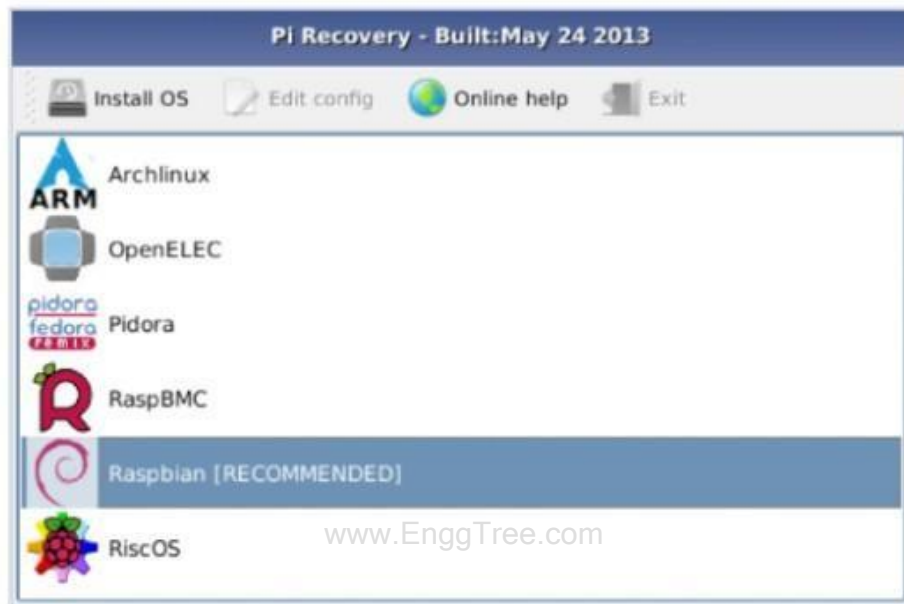 Pi Recovery - Built:May 24 2013
Install OS Edit config Online help Exit
ARM Archlinux
OpenELEC
pidora
fedora Pidora
REMIX
RaspBMC
Raspbian [RECOMMENDED]
www.EnggTree.com
RiscOS